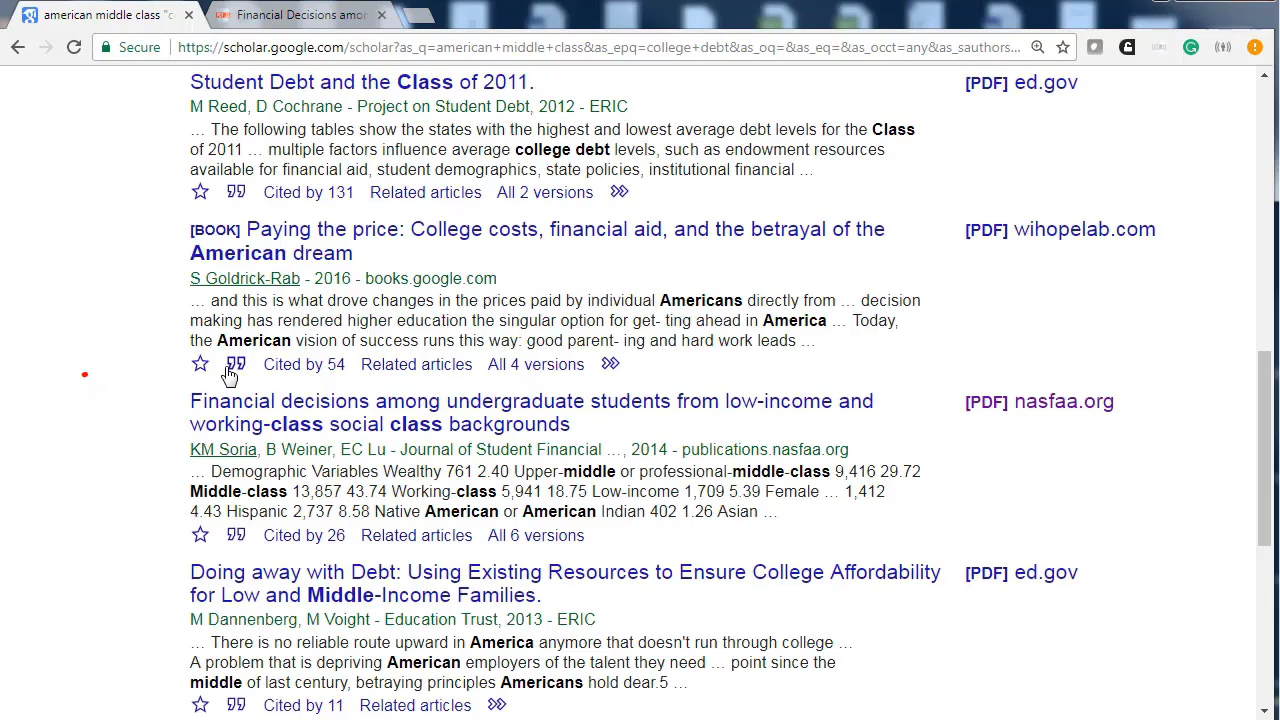 american middle class "c
Financial Decisions amor
Secure
https://scholar.google.com/scholar?as_q=american+middle+class&as_epq=college+debt&as_oq=&as_eq=&as_occt=any&as_sauthors...
Student Debt and the Class of 2011.
[PDF] ed.gov
M Reed, D Cochrane - Project on Student Debt, 2012 - ERIC
... The following tables show the states with the highest and lowest average debt levels for the Class
of 2011 ... multiple factors influence average college debt levels, such as endowment resources
available for financial aid, student demographics, state policies, institutional financial ...
Cited by 131 Related articles All 2 versions
[BOOK] Paying the price: College costs, financial aid, and the betrayal of the
American dream
[PDF] wihopelab.com
S Goldrick-Rab - 2016 - books.google.com
... and this is what drove changes in the prices paid by individual Americans directly from ... decision
making has rendered higher education the singular option for get- ting ahead in America ... Today,
the American vision of success runs this way: good parent- ing and hard work leads ...
Cited by 54 Related articles All 4 versions
Financial decisions among undergraduate students from low-income and
working-class social class backgrounds
[PDF] nasfaa.org
KM Soria, B Weiner, EC Lu - Journal of Student Financial ..., 2014 - publications.nasfaa.org
... Demographic Variables Wealthy 761 2.40 Upper-middle or professional-middle-class 9,416 29.72
Middle-class 13,857 43.74 Working-class 5,941 18.75 Low-income 1,709 5.39 Female ... 1,412
4.43 Hispanic 2,737 8.58 Native American or American Indian 402 1.26 Asian ...
Cited by 26 Related articles All 6 versions
Doing away with Debt: Using Existing Resources to Ensure College Affordability
for Low and Middle-Income Families.
[PDF] ed.gov
M Dannenberg, M Voight - Education Trust, 2013 - ERIC
... There is no reliable route upward in America anymore that doesn't run through college ...
A problem that is depriving American employers of the talent they need ... point since the
middle of last century, betraying principles Americans hold dear.5 ...
Cited by 11 Related articles